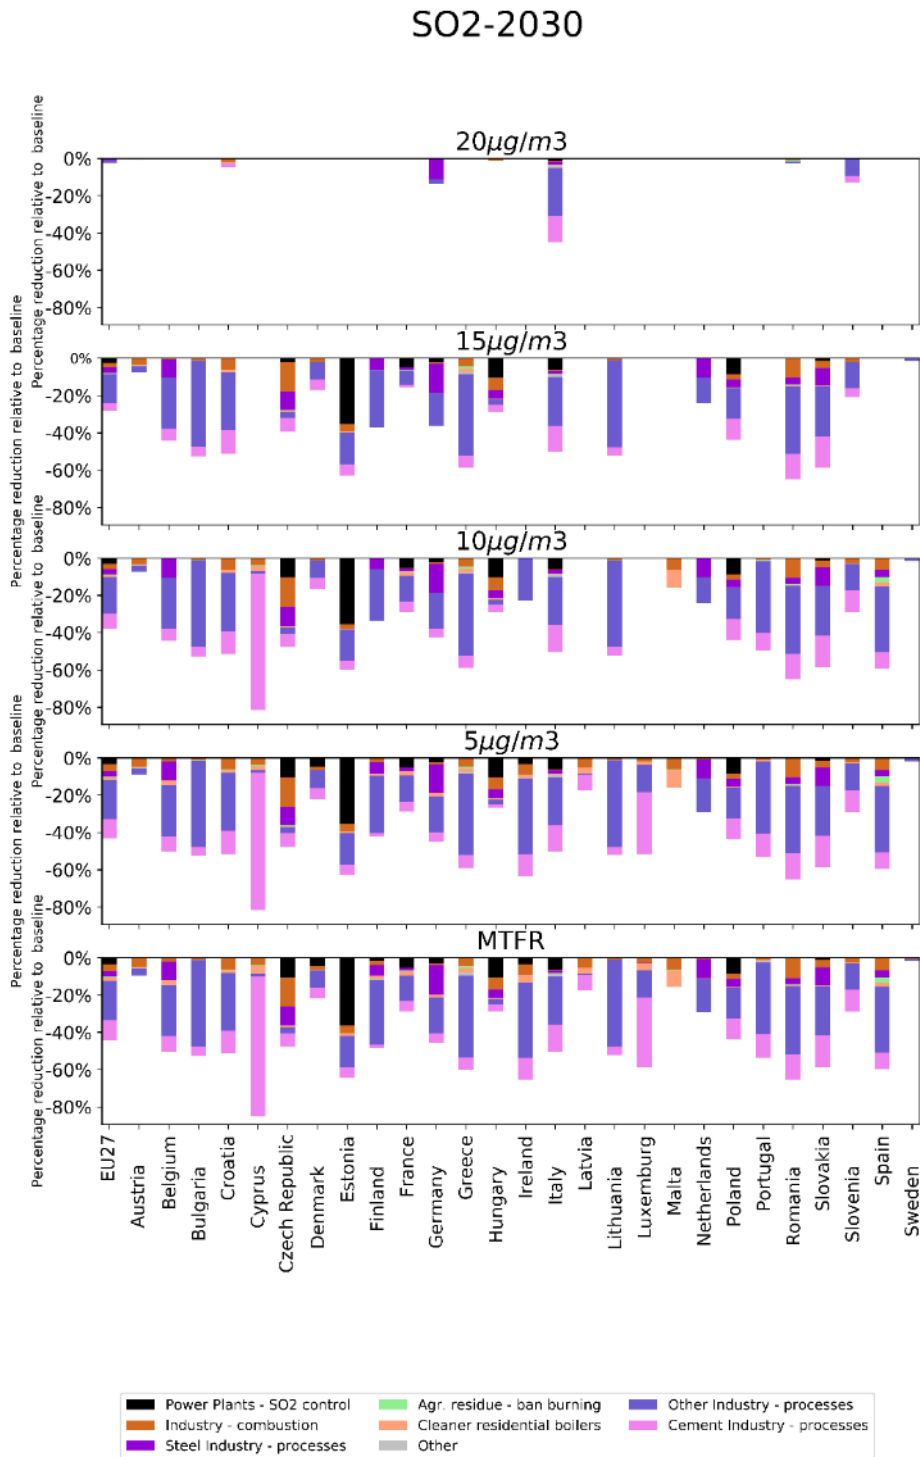 SO2-2030
20μg/m3
Percentage reduction relative to baseline
0%
-20%
-40%
-60%
-80%
15μg/m3
Percentage reduction relative to baseline
0%
-20%
-40%
-60%
-80%
10μg/m3
Percentage reduction relative to baseline
0%
-20%
-40%
-60%
-80%
5μg/m3
Percentage reduction relative to baseline
0%
-20%
-40%
-60%
-80%
MTFR
Percentage reduction relative to baseline
0%
-20%
-40%
-60%
-80%
EU27
Austria
Belgium
Bulgaria
Croatia
Cyprus
Czech Republic
Denmark
Estonia
Finland
France
Germany
Greece
Hungary
Ireland
Italy
Latvia
Lithuania
Luxemburg
Malta
Netherlands
Poland
Portugal
Romania
Slovakia
Slovenia
Spain
Sweden
Power Plants - SO2 control
Industry - combustion
Steel Industry - processes
Agr. residue - ban burning
Cleaner residential boilers
Other
Other Industry - processes
Cement Industry - processes